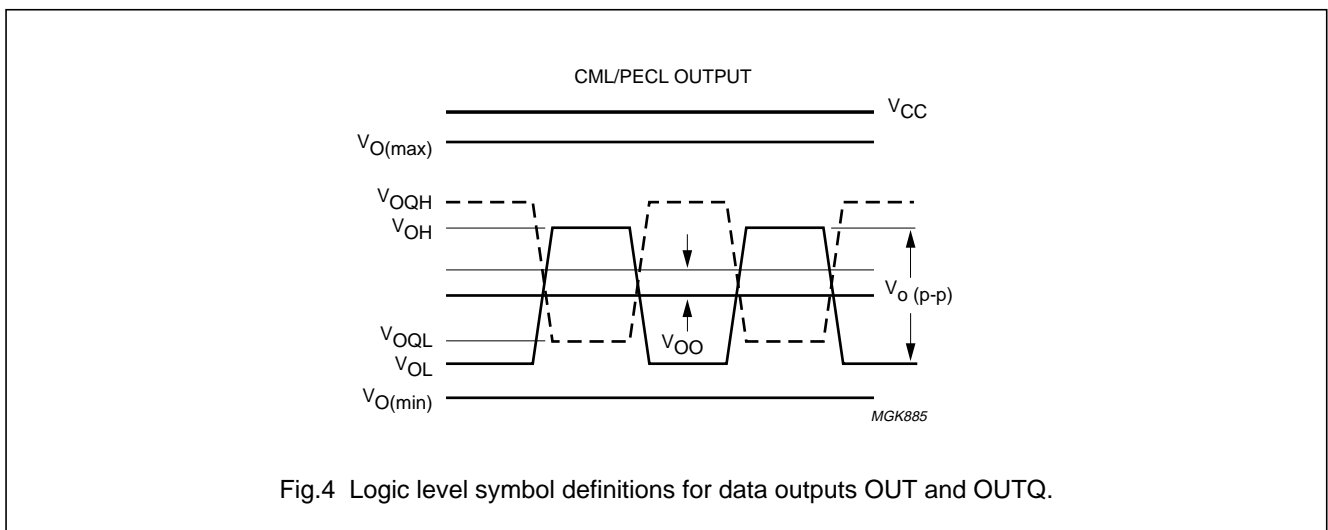 CML/PECL OUTPUT
VCC
VO(max)
VOQH
VOH
Vo (p-p)
VOQL
VOO
VOL
VO(min)
MGK885
Fig.4 Logic level symbol definitions for data outputs OUT and OUTQ.